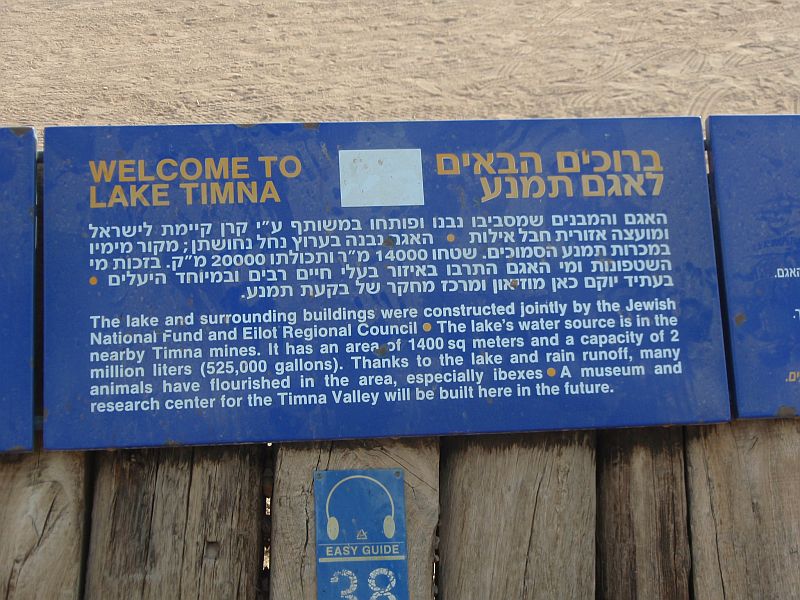 WELCOME TO
LAKE TIMNA
ברוכים הבאים
לאגם תמנע
האגם והמבנים שמסביבו נבנו ופותחו במשותף ע״י קרן קיימת לישראל
ומועצה אזורית חבל אילות • האגם נבנה בערוץ נחל נחושתן; מקור מימיו
במכרות תמנע הסמוכים. שטחו 14000 מ״ר ותכולתו 20000 מ״ק. בזכות מי
השטפונות ומי האגם התרבו באיזור בעלי חיים רבים ובמיוחד היעלים •
בעתיד יוקם כאן מוזיאון ומרכז מחקר של בקעת תמנע.
The lake and surrounding buildings were constructed jointly by the Jewish
National Fund and Eilot Regional Council • The lake's water source is in the
nearby Timna mines. It has an area of 1400 sq meters and a capacity of 2
million liters (525,000 gallons). Thanks to the lake and rain runoff, many
animals have flourished in the area, especially ibexes • A museum and
research center for the Timna Valley will be built here in the future.
האגם.
EASY GUIDE
38